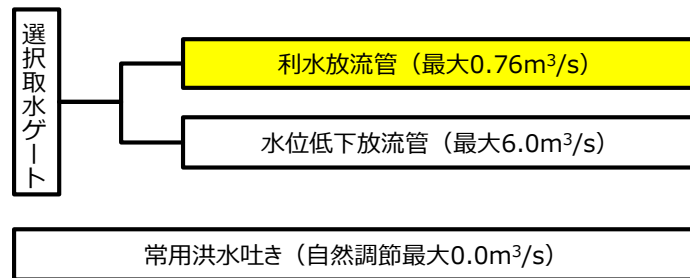 選択取水ゲート
利水放流管（最大0.76m³/s）
水位低下放流管（最大6.0m³/s）
常用洪水吐き（自然調節最大0.0m³/s）